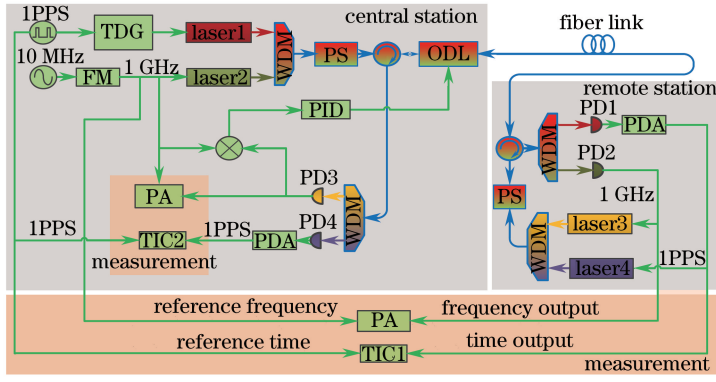 1PPS
central station
fiber link
TDG
laser1
WDM
PS
ODL
10 MHz
FM
1 GHz
laser2
remote station
PID
PD1
PDA
WDM
PD2
PS
1 GHz
PA
PD3
WDM
PD4
1PPS
TIC2
1PPS
PDA
measurement
WDM
laser3
laser4
1PPS
reference frequency
PA
frequency output
reference time
TIC1
time output
measurement